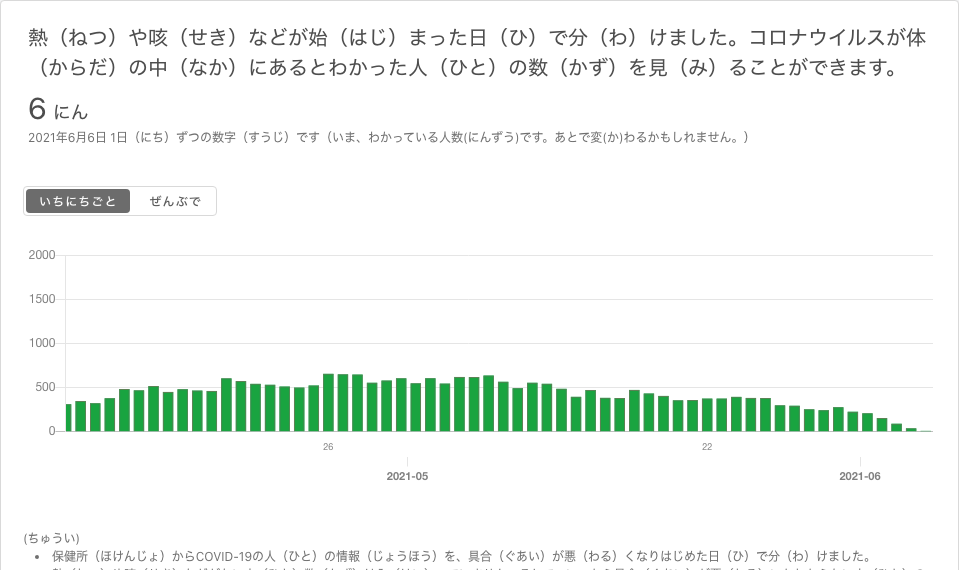 熱（ねつ）や咳（せき）などが始（はじ）まった日（ひ）で分（わ）けました。コロナウイルスが体
（からだ）の中（なか）にあるとわかった人（ひと）の数（かず）を見（み）ることができます。
6 にん
2021年6月6日 1日（にち）ずつの数字（すうじ）です（いま、わかっている人数(にんずう)です。あとで変(か)わるかもしれません。）
いちにちごと ぜんぶで
2000
1500
1000
500
0
26 22
2021-05 2021-06
(ちゅうい)
• 保健所（ほけんじょ）からCOVID-19の人（ひと）の情報（じょうほう）を、具合（ぐあい）が悪（わる）くなりはじめた日（ひ）で分（わ）けました。